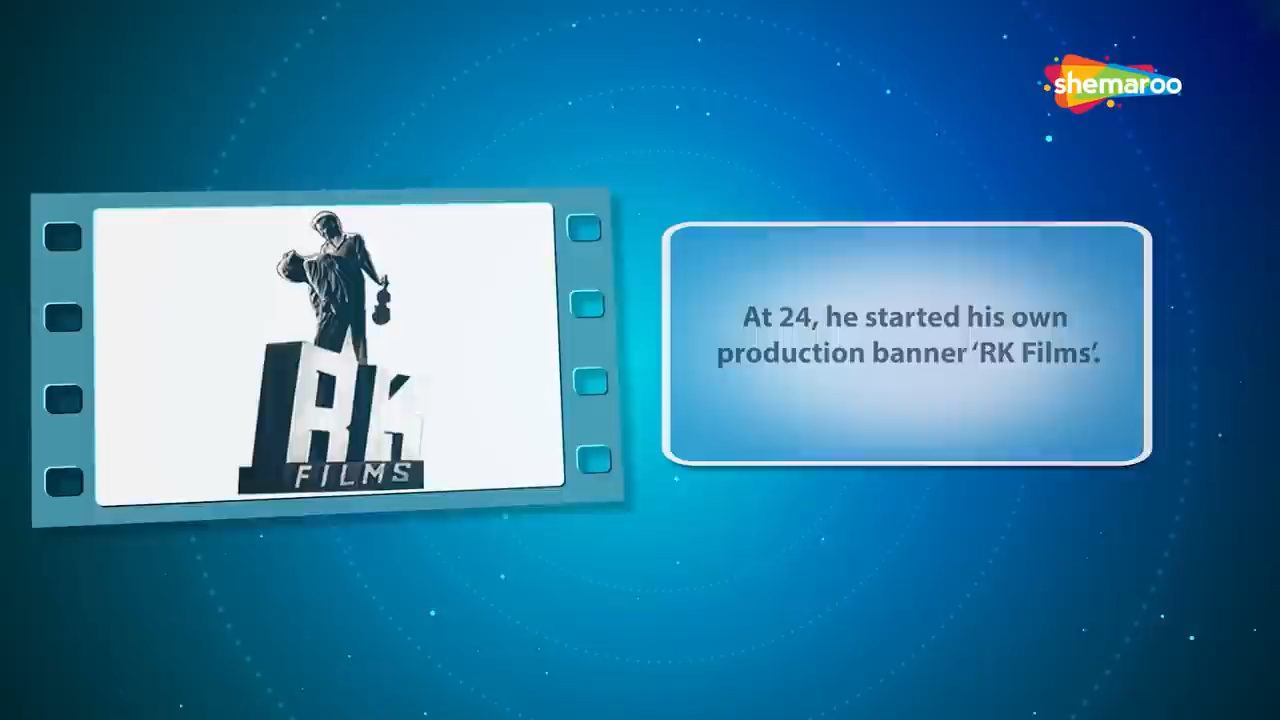 shemaroo
At 24, he started his own
production banner ‘RK Films’.
RK
FILMS